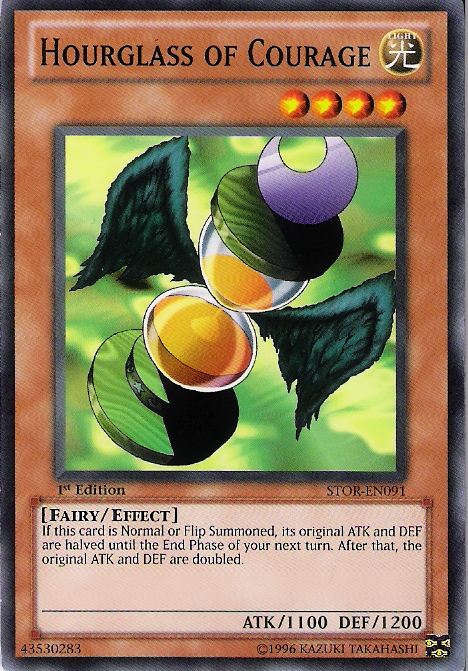 HOURGLASS OF COURAGE
LIGHT
光
1st Edition
STOR-EN091
[FAIRY/EFFECT]
If this card is Normal or Flip Summoned, its original ATK and DEF
are halved until the End Phase of your next turn. After that, the
original ATK and DEF are doubled.
ATK/1100 DEF/1200
43530283
©1996 KAZUKI TAKAHASHI